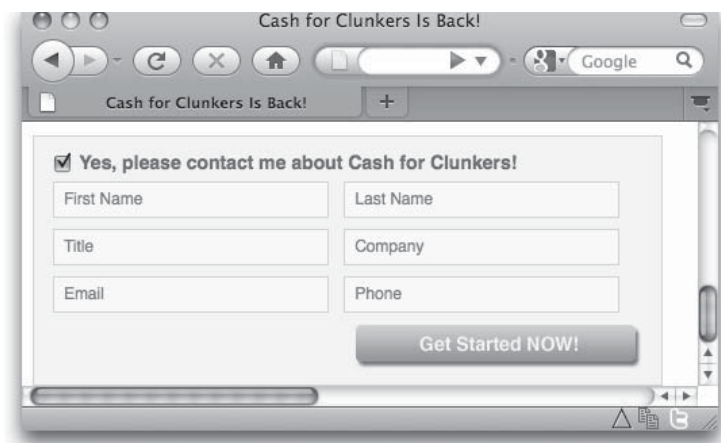 Cash for Clunkers Is Back!
Google
Cash for Clunkers Is Back! +
Yes, please contact me about Cash for Clunkers!
First Name Last Name
Title Company
Email Phone
Get Started NOW!